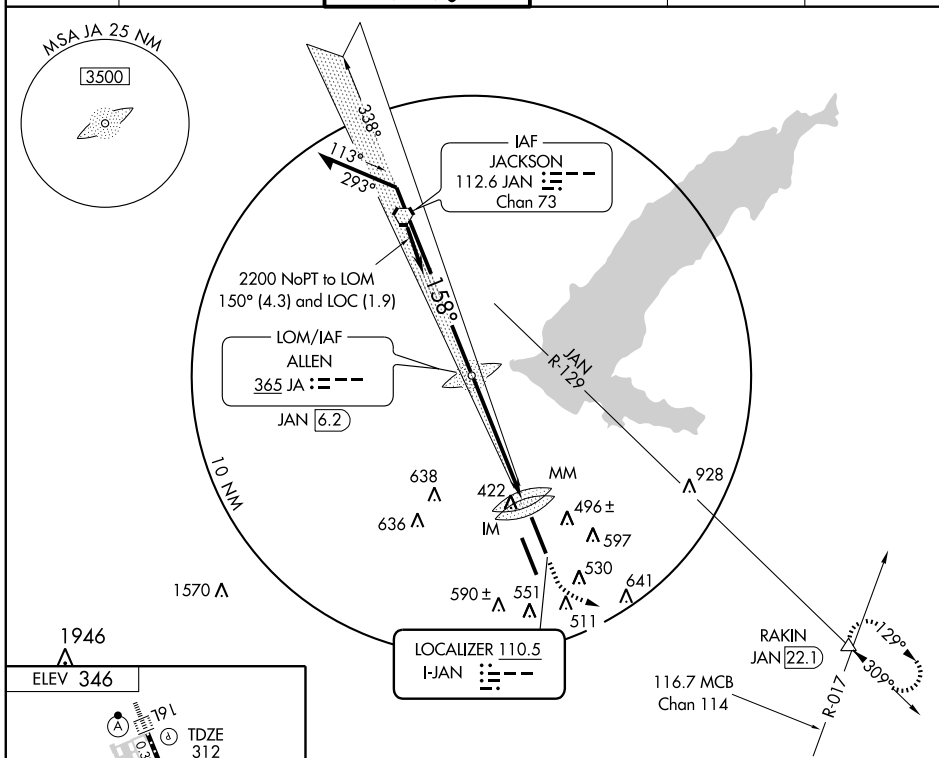 MSA JA 25 NM
3500
338°
113°
293°
IAF
JACKSON
112.6 JAN
Chan 73
2200 NoPT to LOM
150° (4.3) and LOC (1.9)
158°
LOM/IAF
ALLEN
365 JA
JAN 6.2
JAN
R-129
10 NM
638
636
422
MM
IM
496±
597
928
530
641
511
551
590±
1570
1946
LOCALIZER 110.5
I-JAN
RAKIN
JAN 22.1
129°
309°
116.7 MCB
Chan 114
R-017
ELEV 346
16L
A
P
TDZE
312